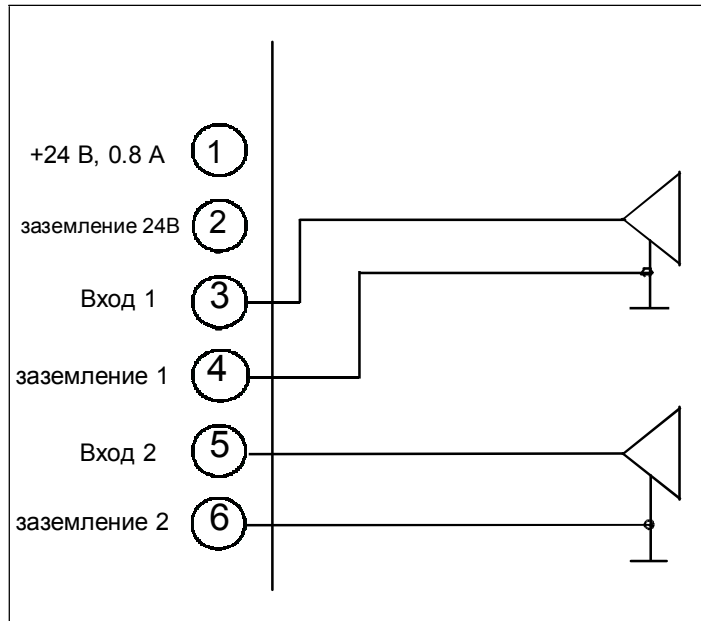 +24 В, 0.8 А 1
заземление 24В 2
Вход 1 3
заземление 1 4
Вход 2 5
заземление 2 6